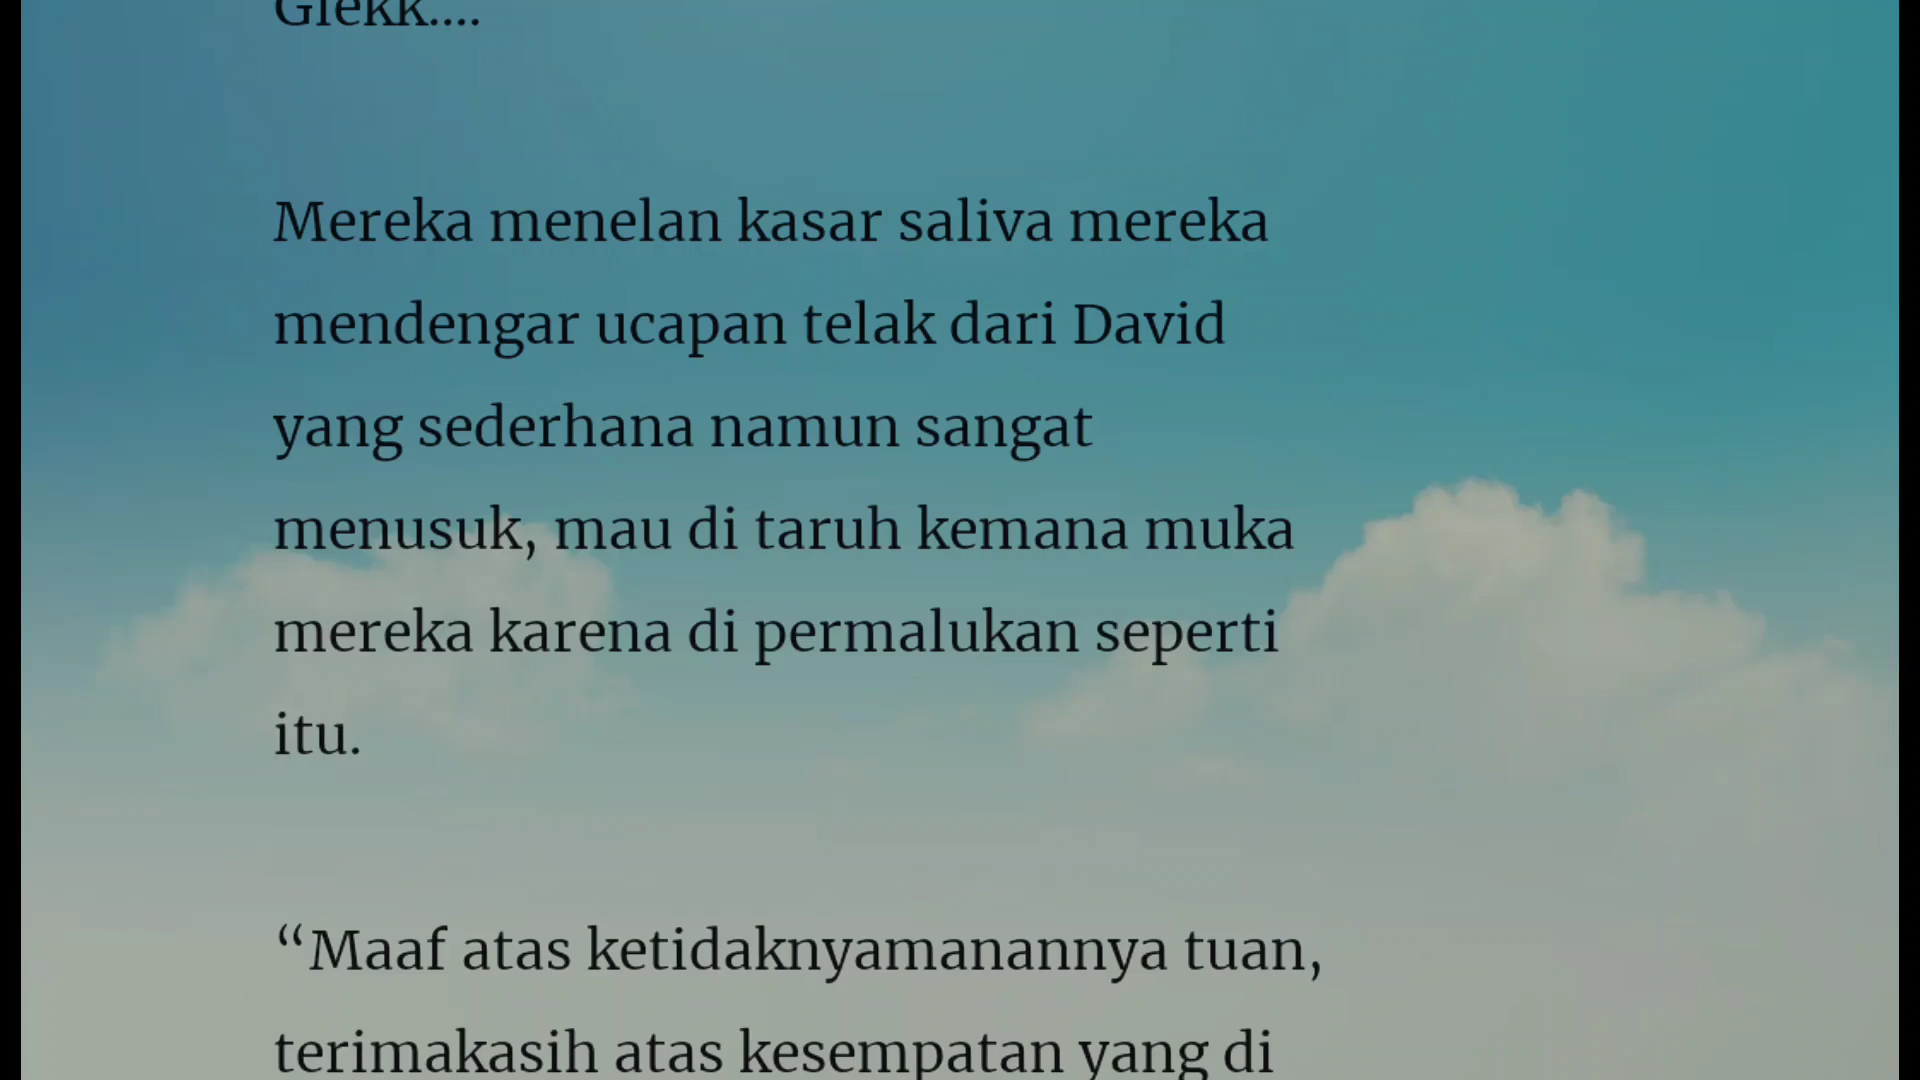 Glekk....
Mereka menelan kasar saliva mereka
mendengar ucapan telak dari David
yang sederhana namun sangat
menusuk, mau di taruh kemana muka
mereka karena di permalukan seperti
itu.
“Maaf atas ketidaknyamanannya tuan,
terimakasih atas kesempatan yang di